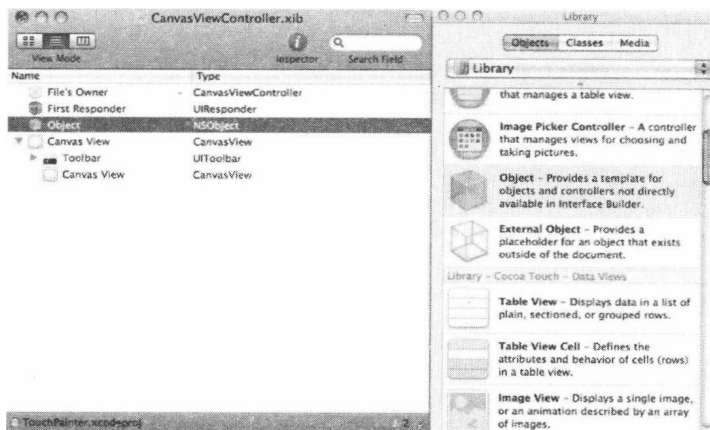 CanvasViewController.xib
View Mode
Inspector
Search Field
Name Type
File's Owner CanvasViewController
First Responder UIResponder
Object NSObject
Canvas View CanvasView
Toolbar UIToolbar
Canvas View CanvasView
TouchPainter.xcodeproj
2
Library
Objects Classes Media
Library
that manages a table view.
Image Picker Controller – A controller
that manages views for choosing and
taking pictures.
Object – Provides a template for
objects and controllers not directly
available in Interface Builder.
External Object – Provides a
placeholder for an object that exists
outside of the document.
Library – Cocoa Touch – Data Views
Table View – Displays data in a list of
plain, sectioned, or grouped rows.
Table View Cell – Defines the
attributes and behavior of cells (rows)
in a table view.
Image View – Displays a single image,
or an animation described by an array
of images.